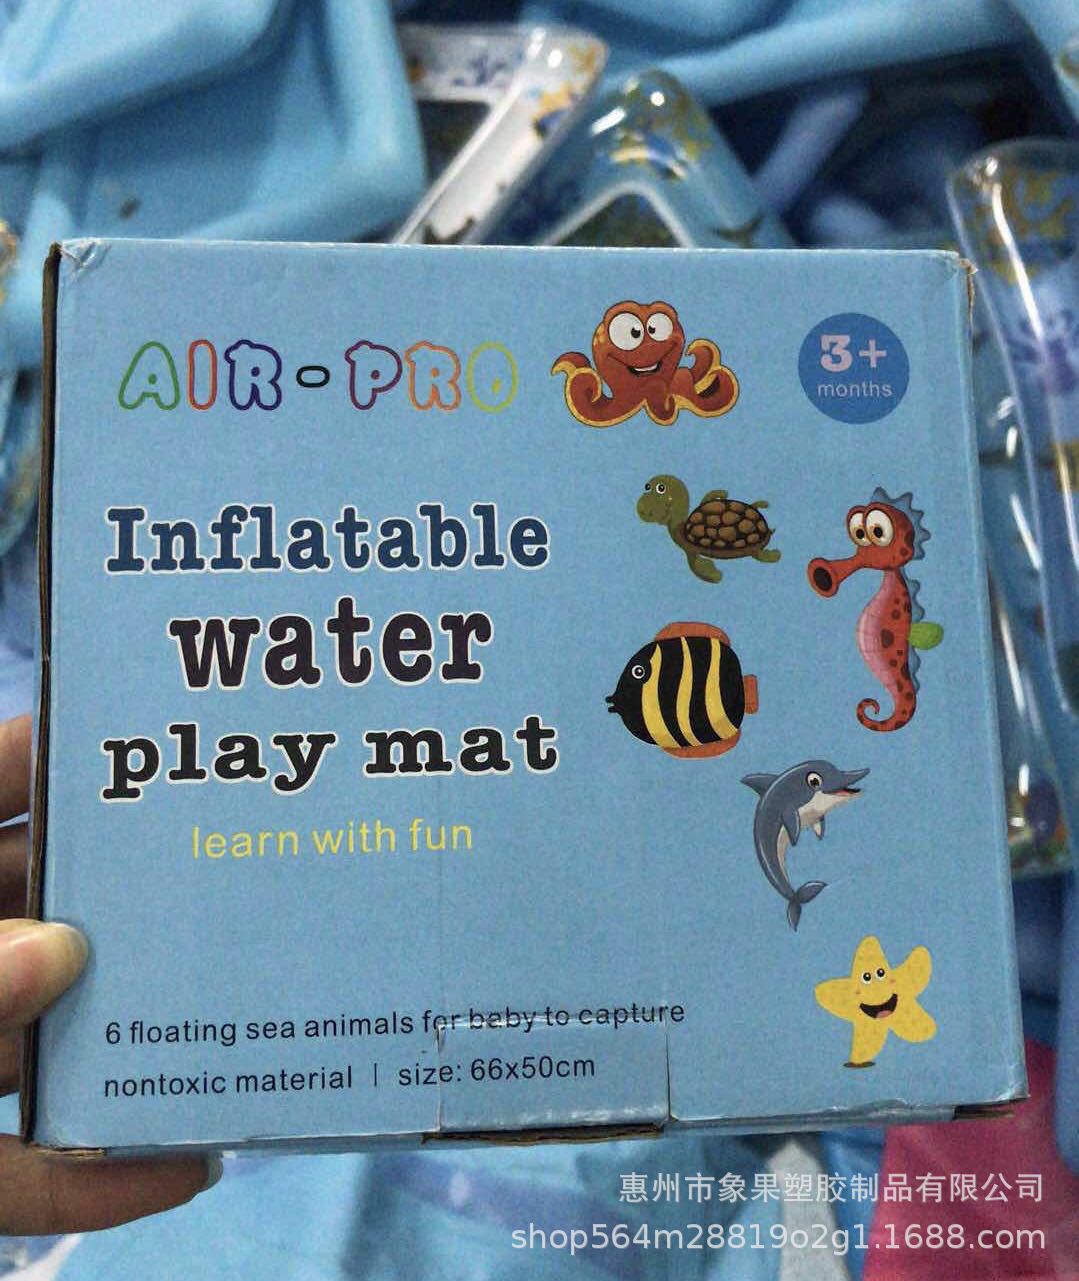 AIR-PRO
3+
months
Inflatable
water
play mat
learn with fun
6 floating sea animals for baby to capture
nontoxic material | size: 66x50cm
惠州市象果塑胶制品有限公司
shop564m28819o2g1.1688.com